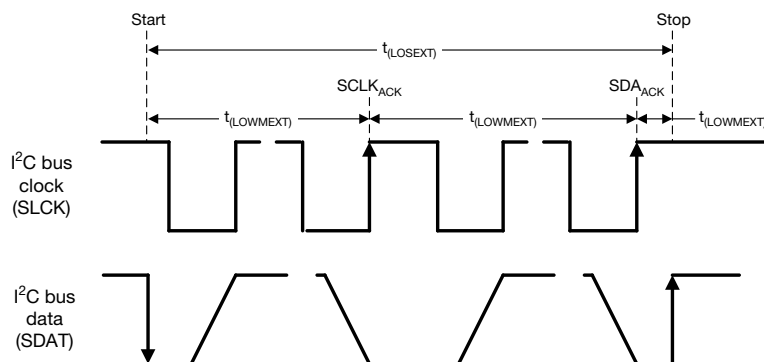 Start Stop
t(LOSEXT)
SCLKACK SDAACK
t(LOWMEXT) t(LOWMEXT) t(LOWMEXT)
I2C bus
clock
(SLCK)
I2C bus
data
(SDAT)